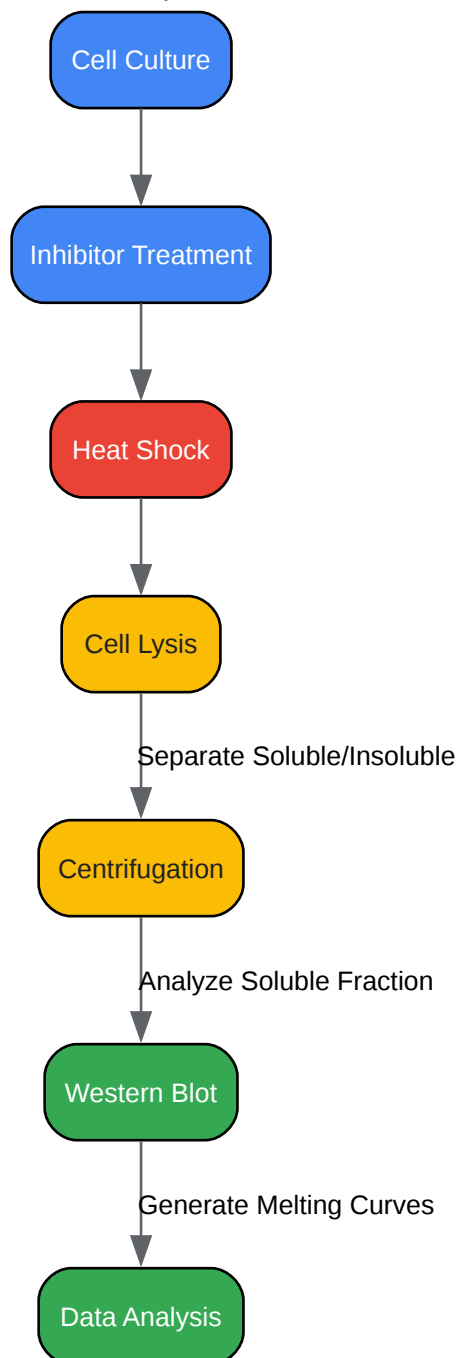 Cell Culture
Inhibitor Treatment
Heat Shock
Cell Lysis
Separate Soluble/Insoluble
Centrifugation
Analyze Soluble Fraction
Western Blot
Generate Melting Curves
Data Analysis